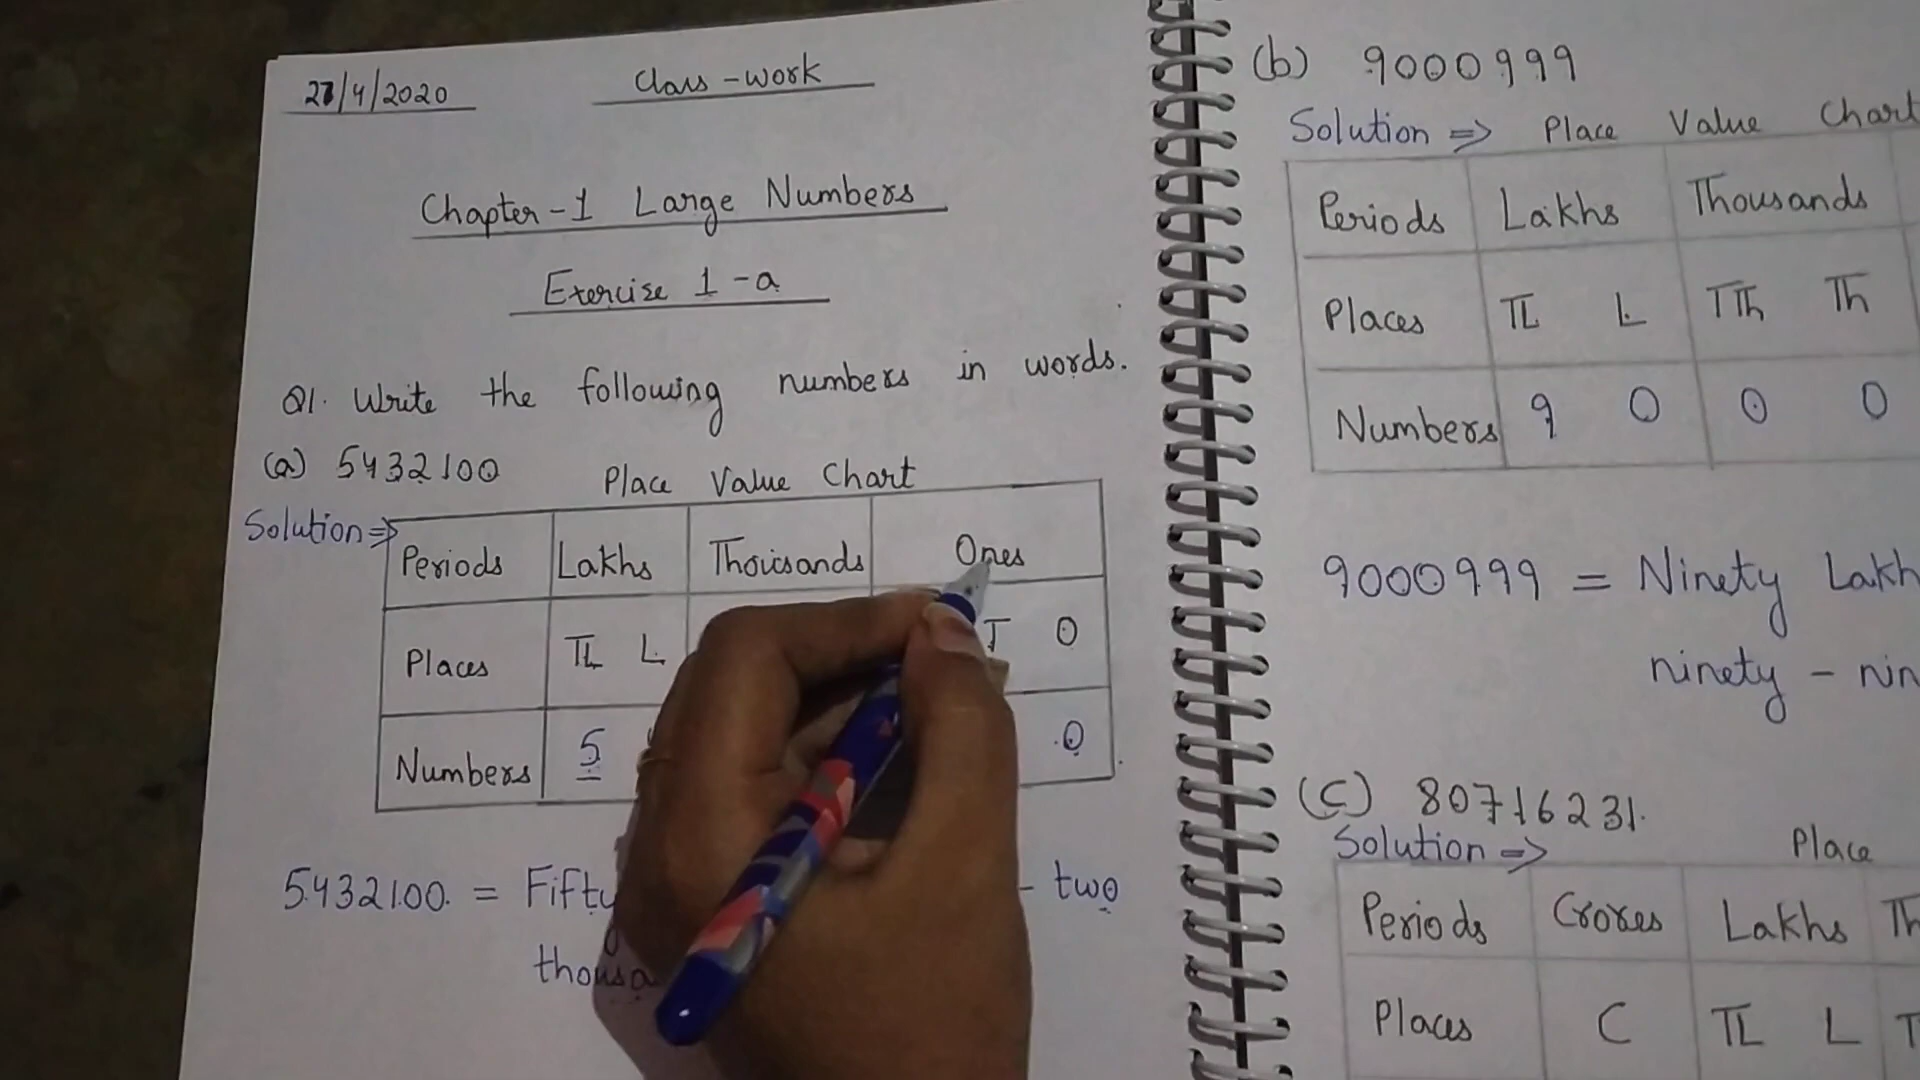 27/4/2020 Class-work
Chapter-1 Large Numbers
Exercise 1-a
Q1. Write the following numbers in words.
(a) 5432100 Place Value Chart
Solution ⇒
Periods Lakhs Thousands Ones
Places TL L T O
Numbers 5 0
5432100 = Fifty - two
(b) 9000999
Solution ⇒ Place Value Chart
Periods Lakhs Thousands
Places TL L TTh Th
Numbers 9 0 0 0
9000999 = Ninety Lakh
ninety - nin
(c) 80716231.
Solution ⇒ Place
Periods Crores Lakhs Th
Places C TL L T